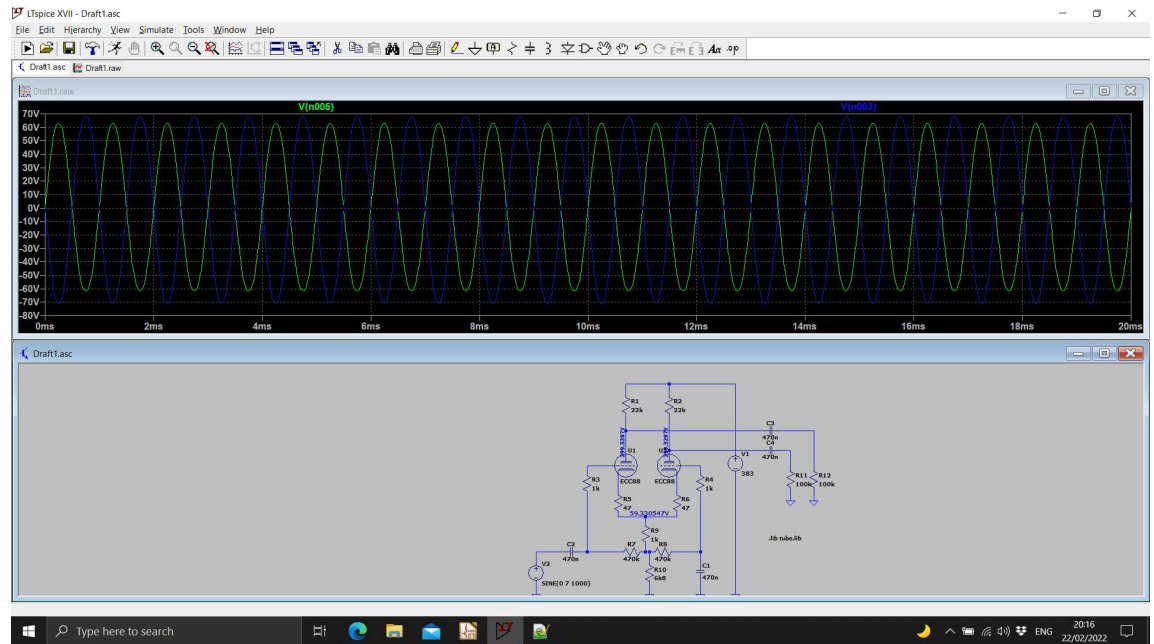 LTspice XVII - Draft1.asc
File Edit Hierarchy View Simulate Tools Window Help
Draft1.asc Draft1.raw
Draft1.raw
V(n005) V(n003)
70V
60V
50V
40V
30V
20V
10V
0V
-10V
-20V
-30V
-40V
-50V
-60V
-70V
-80V
0ms 2ms 4ms 6ms 8ms 10ms 12ms 14ms 16ms 18ms 20ms
Draft1.asc
R1
22k
R2
22k
C3
470n
C4
470n
U1
ECC88
ECC88
V1
383
R3
1k
R4
1k
R11
100k
R12
100k
R5
47
R6
47
59.330547V
R9
1k
.lib tube.lib
C2
470n
R7
470k
R8
470k
V2
SINE(0 7 1000)
R10
6k8
C1
470n
Type here to search
ENG
20:16
22/02/2022